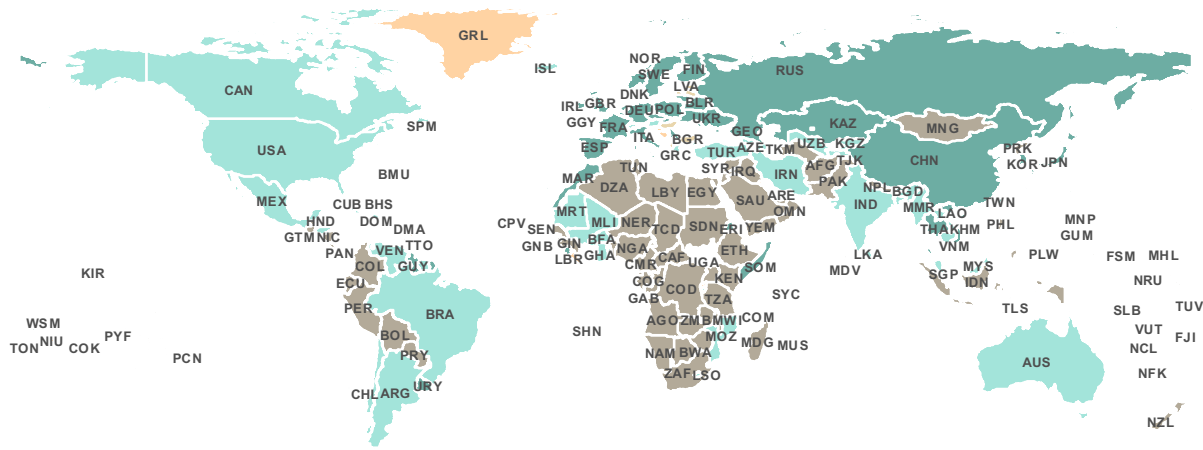 GRL
NOR
ISL
SWE
FIN
RUS
LVA
CAN
DNK
IRL
GBR
DEU
POL
BLR
GGY
UKR
SPM
FRA
KAZ
MNG
ITA
BGR
GEO
USA
ESP
GRC
TUR
AZE
TKM
UZB
KGZ
PRK
TUN
SYR
IRQ
IRN
AFG
TJK
CHN
KOR
JPN
BMU
MAR
DZA
LBY
EGY
PAK
NPL
BGD
MEX
CUB
BHS
MRT
MLI
SAU
ARE
OMN
IND
MMR
LAO
TWN
HND
DOM
CPV
SEN
NER
TCD
SDN
ERI
YEM
THA
KHM
PHL
MNP
GTM
NIC
DMA
GNB
GIN
BFA
GUM
PAN
VEN
TTO
LBR
GHA
NGA
CAF
ETH
LKA
VNM
COL
GUY
CMR
UGA
SOM
MDV
SGP
MYS
PLW
FSM
MHL
KIR
ECU
COG
COD
KEN
IDN
NRU
PER
GAB
TZA
SYC
TLS
TUV
BRA
SLB
WSM
SHN
AGO
ZMB
MWI
COM
VUT
NIU
PYF
BOL
MOZ
MDG
MUS
FJI
TON
COK
PCN
PRY
NAM
BWA
NCL
AUS
CHL
ARG
URY
ZAF
LSO
NFK
NZL